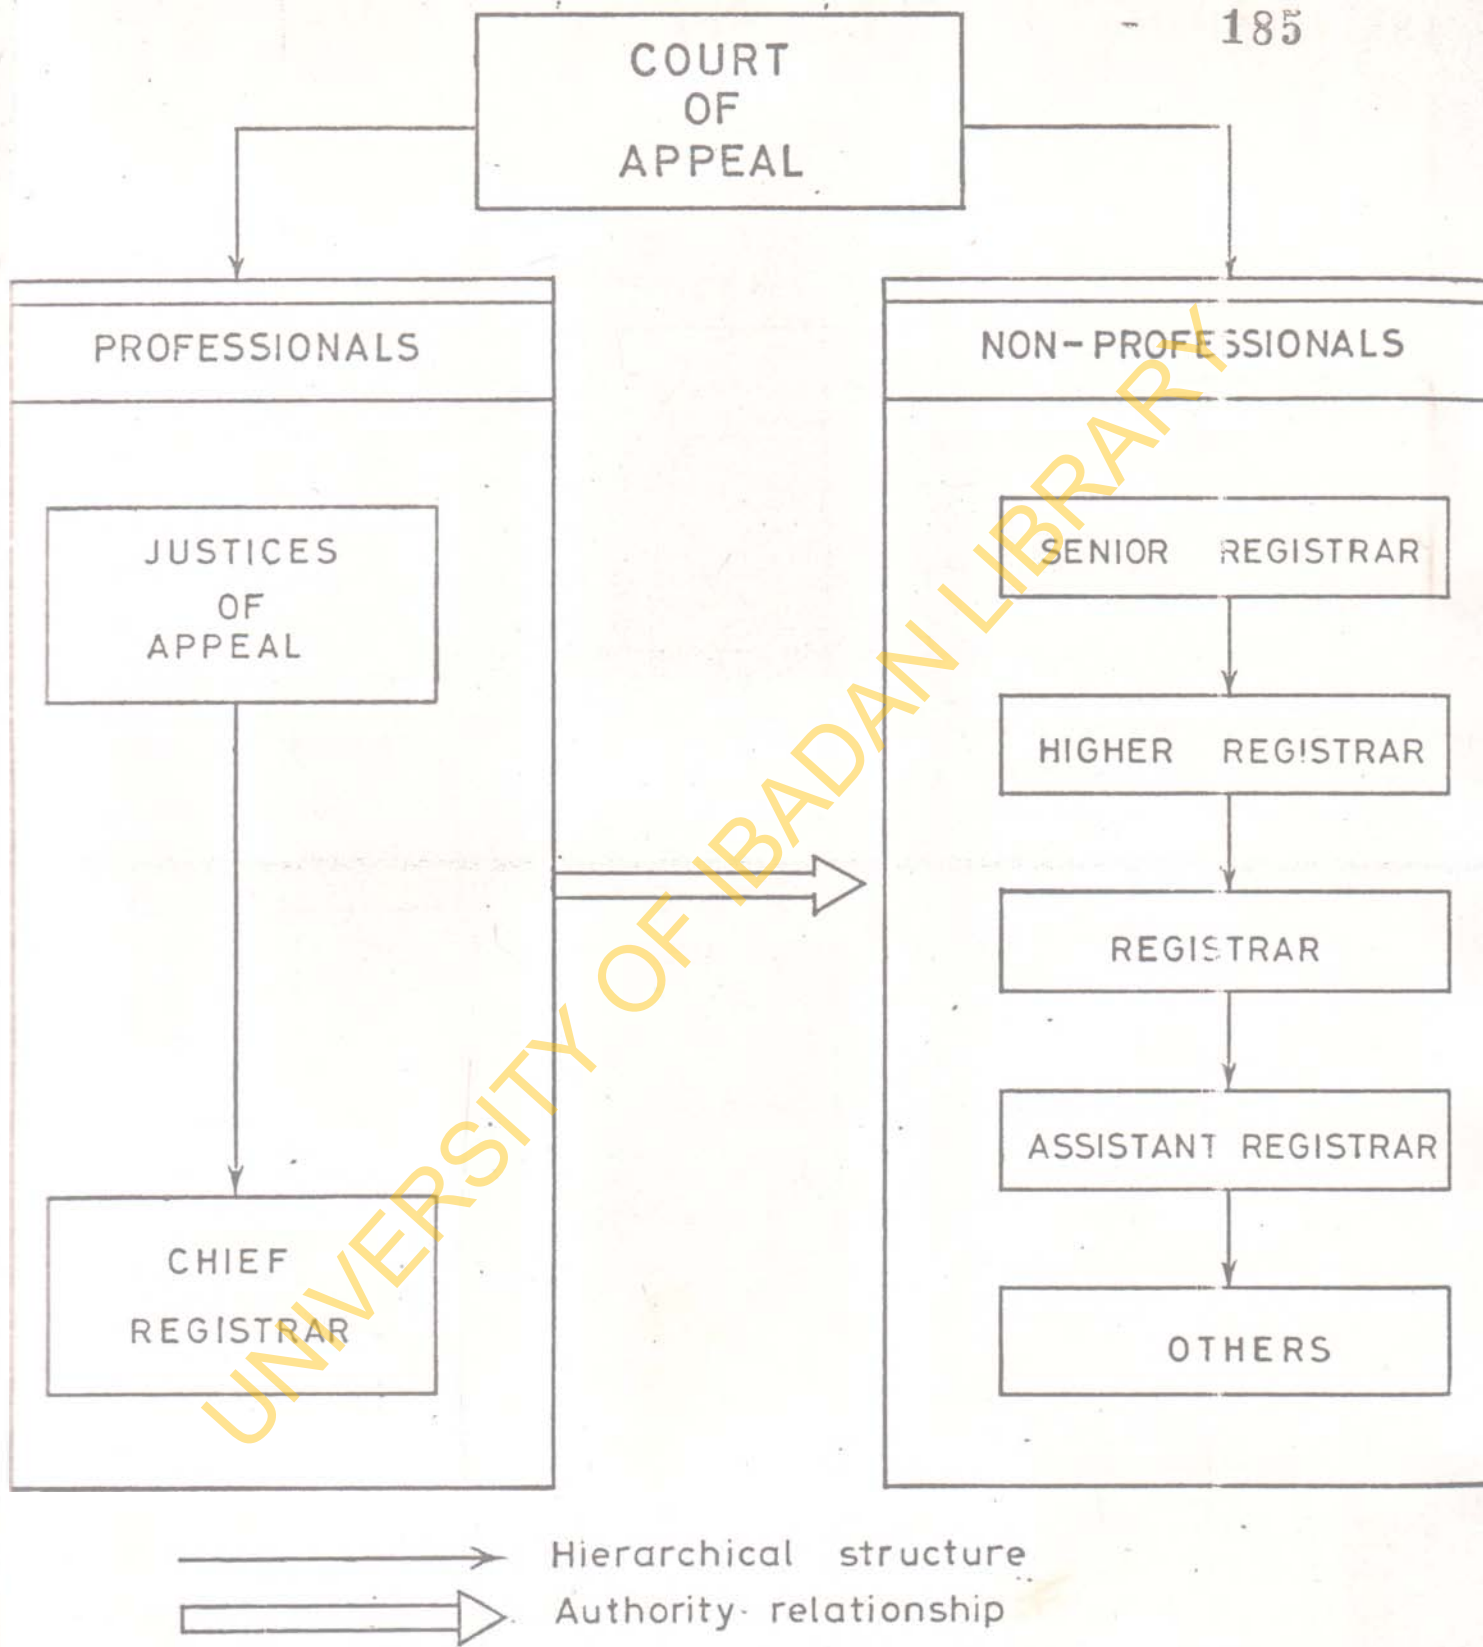 - 185
COURT
OF
APPEAL
PROFESSIONALS
JUSTICES
OF
APPEAL
CHIEF
REGISTRAR
NON-PROFESSIONALS
SENIOR REGISTRAR
HIGHER REGISTRAR
REGISTRAR
ASSISTANT REGISTRAR
OTHERS
Hierarchical structure
Authority relationship
UNIVERSITY OF IBADAN LIBRARY